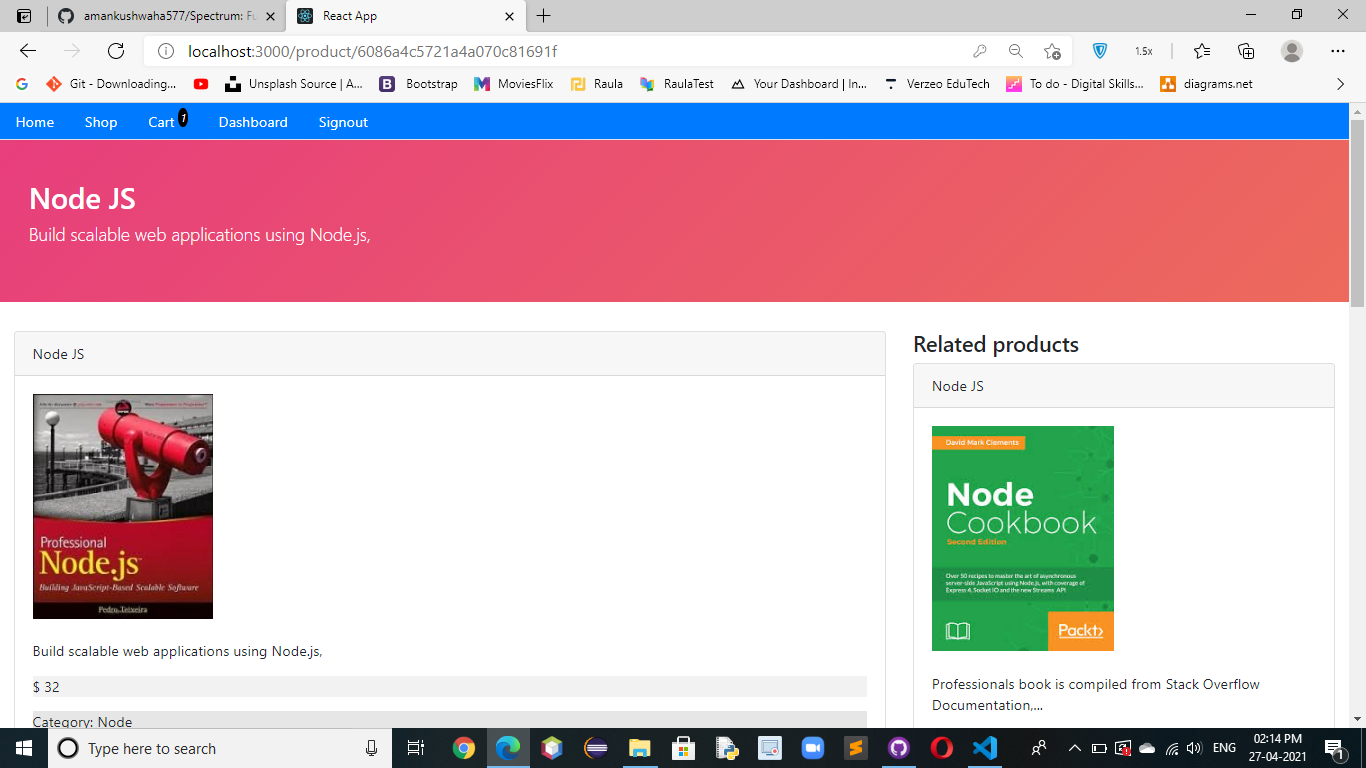 amankushwaha577/Spectrum: Fu
React App
localhost:3000/product/6086a4c5721a4a070c81691f
1.5x
Git - Downloading...
Unsplash Source | A...
B
Bootstrap
MoviesFlix
Raula
RaulaTest
Your Dashboard | In...
Verzeo EduTech
To do - Digital Skills...
diagrams.net
Home
Shop
Cart 1
Dashboard
Signout
Node JS
Build scalable web applications using Node.js,
Node JS
Professional
Node.js
Building JavaScript-Based Scalable Software
Pedro Teixeira
Build scalable web applications using Node.js,
$ 32
Category: Node
Related products
Node JS
David Mark Clements
Node
Cookbook
Second Edition
Over 50 recipes to master the art of asynchronous
server-side JavaScript using Node.js, with coverage of
Express 4, Socket.IO and the new Streams API
Packt>
Professionals book is compiled from Stack Overflow
Documentation,...
Type here to search
ENG
02:14 PM
27-04-2021
1